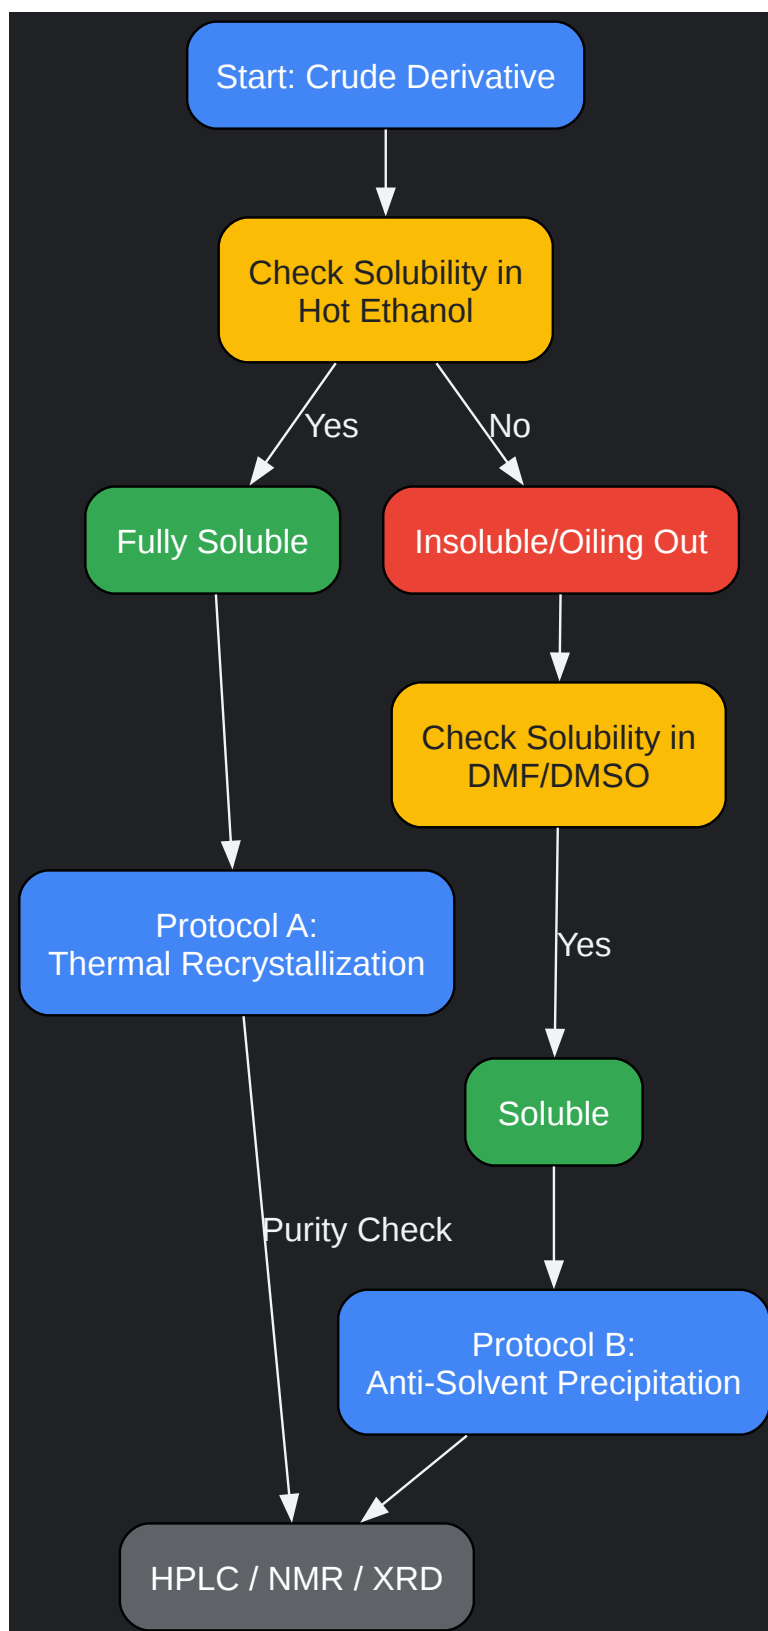 Start: Crude Derivative
Check Solubility in
Hot Ethanol
Yes
No
Fully Soluble
Insoluble/Oiling Out
Check Solubility in
DMF/DMSO
Protocol A:
Thermal Recrystallization
Yes
Soluble
Purity Check
Protocol B:
Anti-Solvent Precipitation
HPLC / NMR / XRD